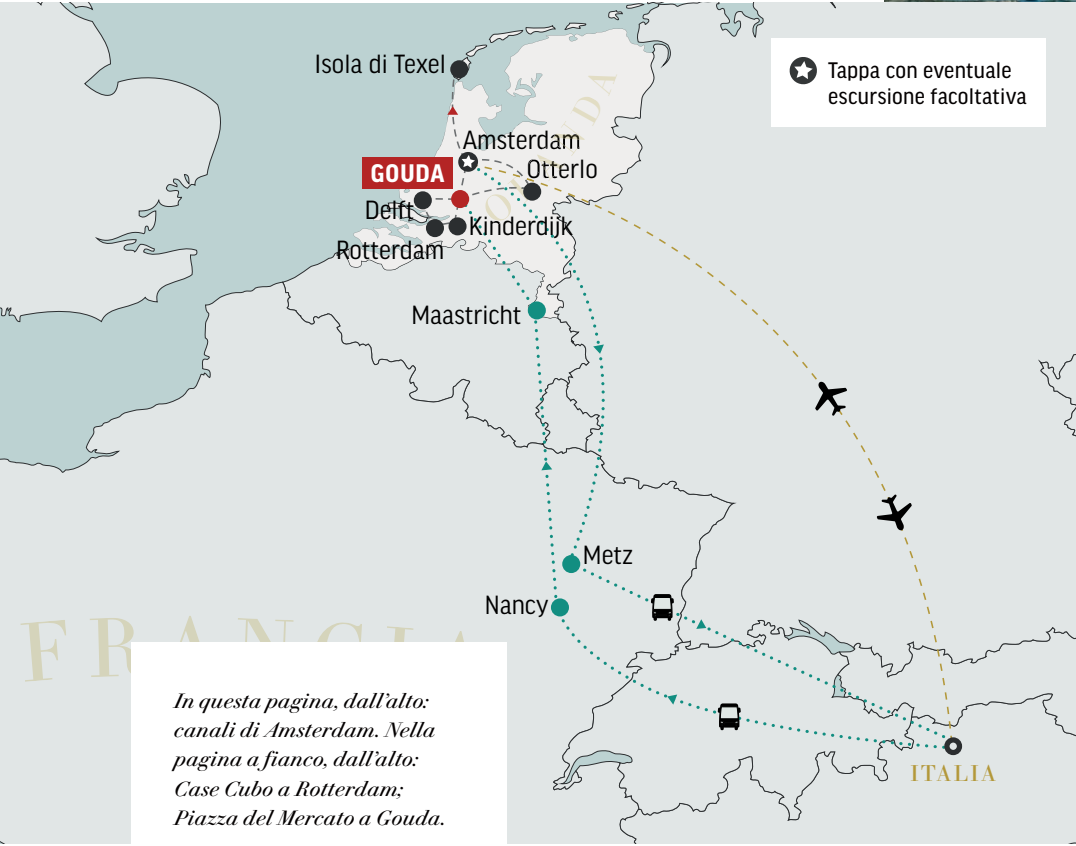 Isola di Texel
Tappa con eventuale
escursione facoltativa
OLANDA
Amsterdam
GOUDA
Otterlo
Delft
Kinderdijk
Rotterdam
Maastricht
Metz
Nancy
FRANCIA
In questa pagina, dall'alto:
canali di Amsterdam. Nella
pagina a fianco, dall'alto:
Case Cubo a Rotterdam;
Piazza del Mercato a Gouda.
ITALIA